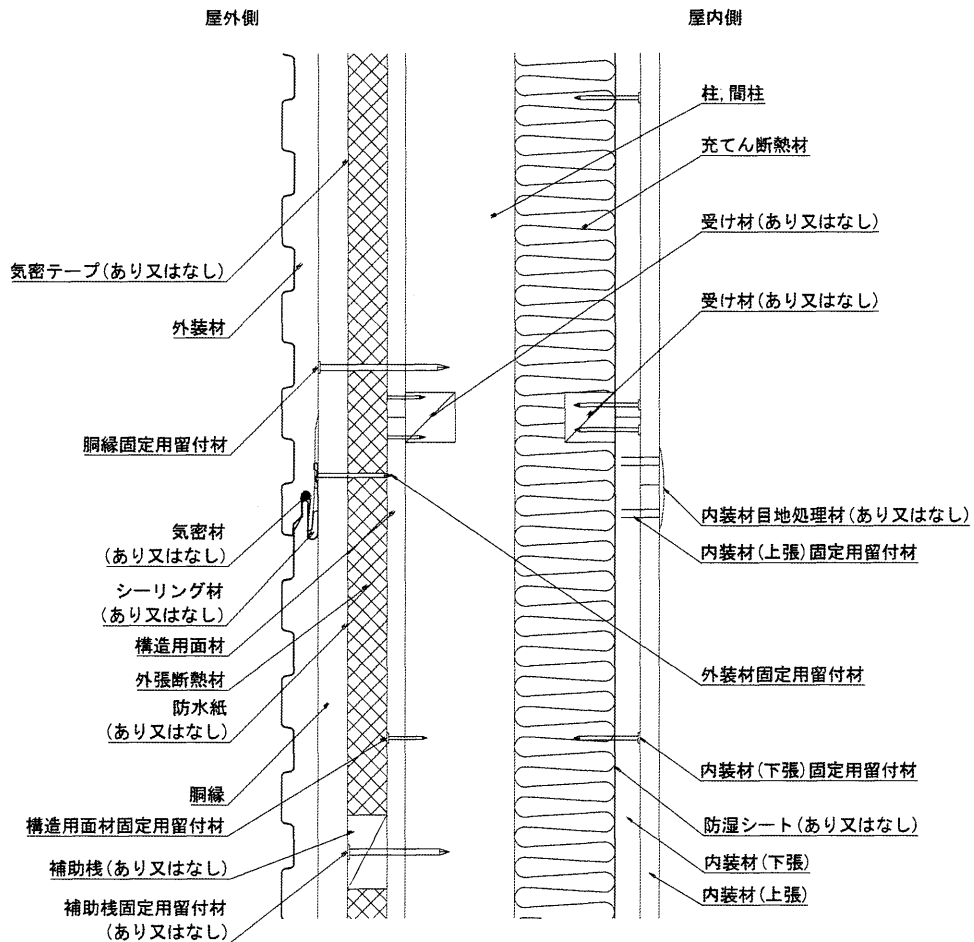 屋外側
屋内側
気密テープ(あり又はなし)
外装材
胴縁固定用留付材
気密材
(あり又はなし)
シーリング材
(あり又はなし)
構造用面材
外張断熱材
防水紙
(あり又はなし)
胴縁
構造用面材固定用留付材
補助桟(あり又はなし)
補助桟固定用留付材
(あり又はなし)
柱,間柱
充てん断熱材
受け材(あり又はなし)
受け材(あり又はなし)
内装材目地処理材(あり又はなし)
内装材(上張)固定用留付材
外装材固定用留付材
内装材(下張)固定用留付材
防湿シート(あり又はなし)
内装材(下張)
内装材(上張)